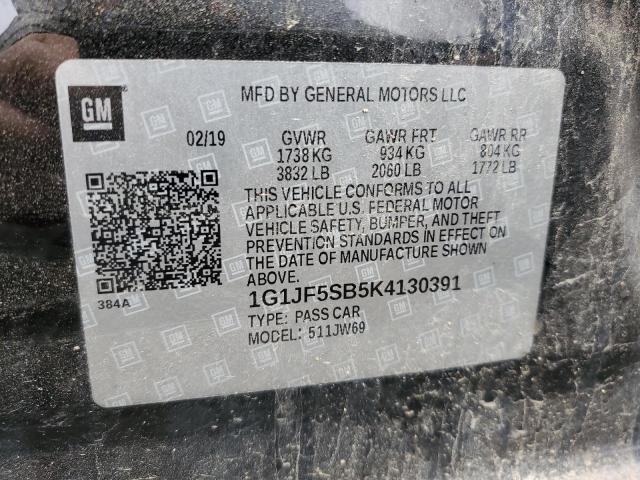 GM
MFD BY GENERAL MOTORS LLC
02/19 GVWR GAWR FRT GAWR RR
1738 KG 934 KG 804 KG
3832 LB 2060 LB 1772 LB
THIS VEHICLE CONFORMS TO ALL
APPLICABLE U.S. FEDERAL MOTOR
VEHICLE SAFETY, BUMPER, AND THEFT
PREVENTION STANDARDS IN EFFECT ON
THE DATE OF MANUFACTURE SHOWN
ABOVE.
384A
1G1JF5SB5K4130391
TYPE: PASS CAR
MODEL: 511JW69